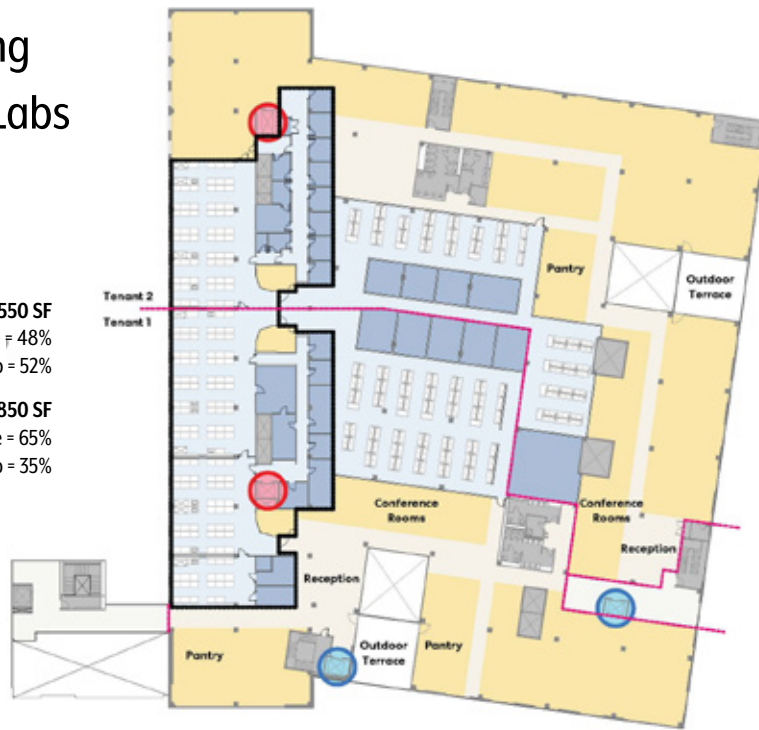 ng
Labs
550 SF
= 48%
= 52%
850 SF
= 65%
= 35%
Tenant 2
Tenant 1
Pantry
Outdoor
Terrace
Conference
Rooms
Conference
Rooms
Reception
Reception
Pantry
Outdoor
Terrace
Pantry